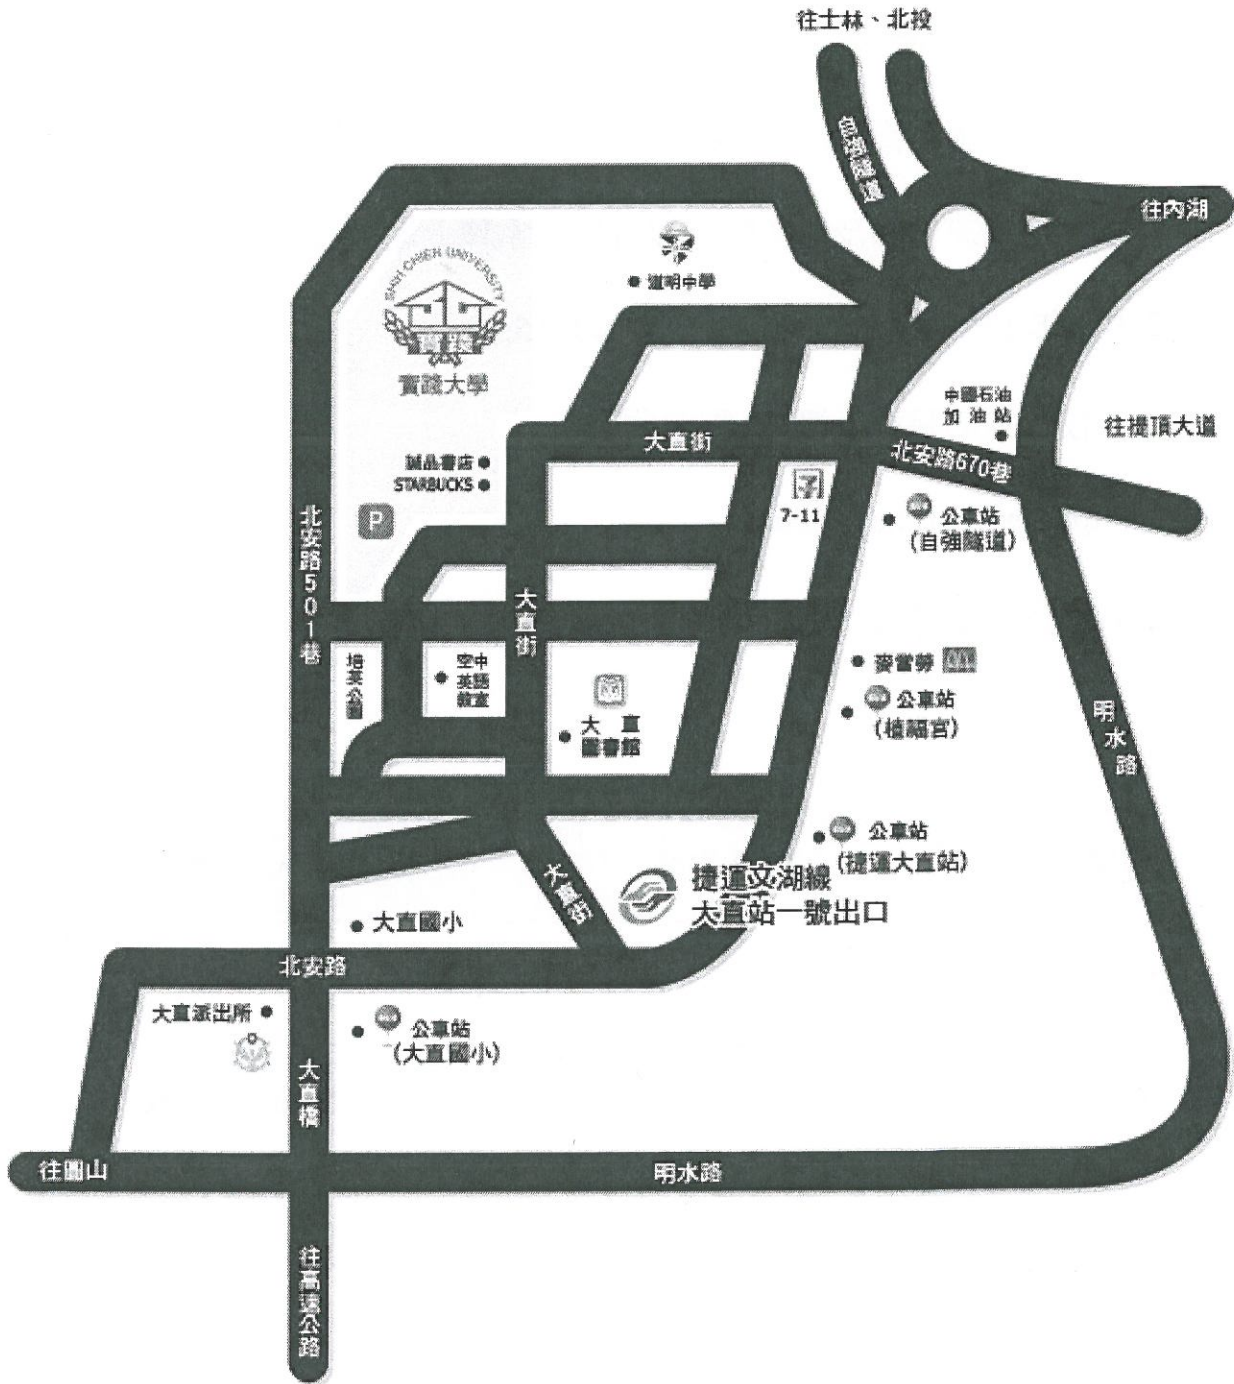 往士林、北投
自強隧道
往內湖
SHIH CHIEN UNIVERSITY
實踐
實踐大學
道明中學
中國石油
加油站
往提頂大道
大直街
北安路670巷
誠品書店
STARBUCKS
P
7-11
公車站
(自強隧道)
北安路501巷
大直街
培英公園
空中
英語
教室
大直
圖書館
麥當勞
公車站
(植福宮)
明水路
公車站
(捷運大直站)
捷運文湖線
大直站一號出口
大直街
大直國小
北安路
大直派出所
公車站
(大直國小)
大直橋
往圓山
明水路
往高速公路